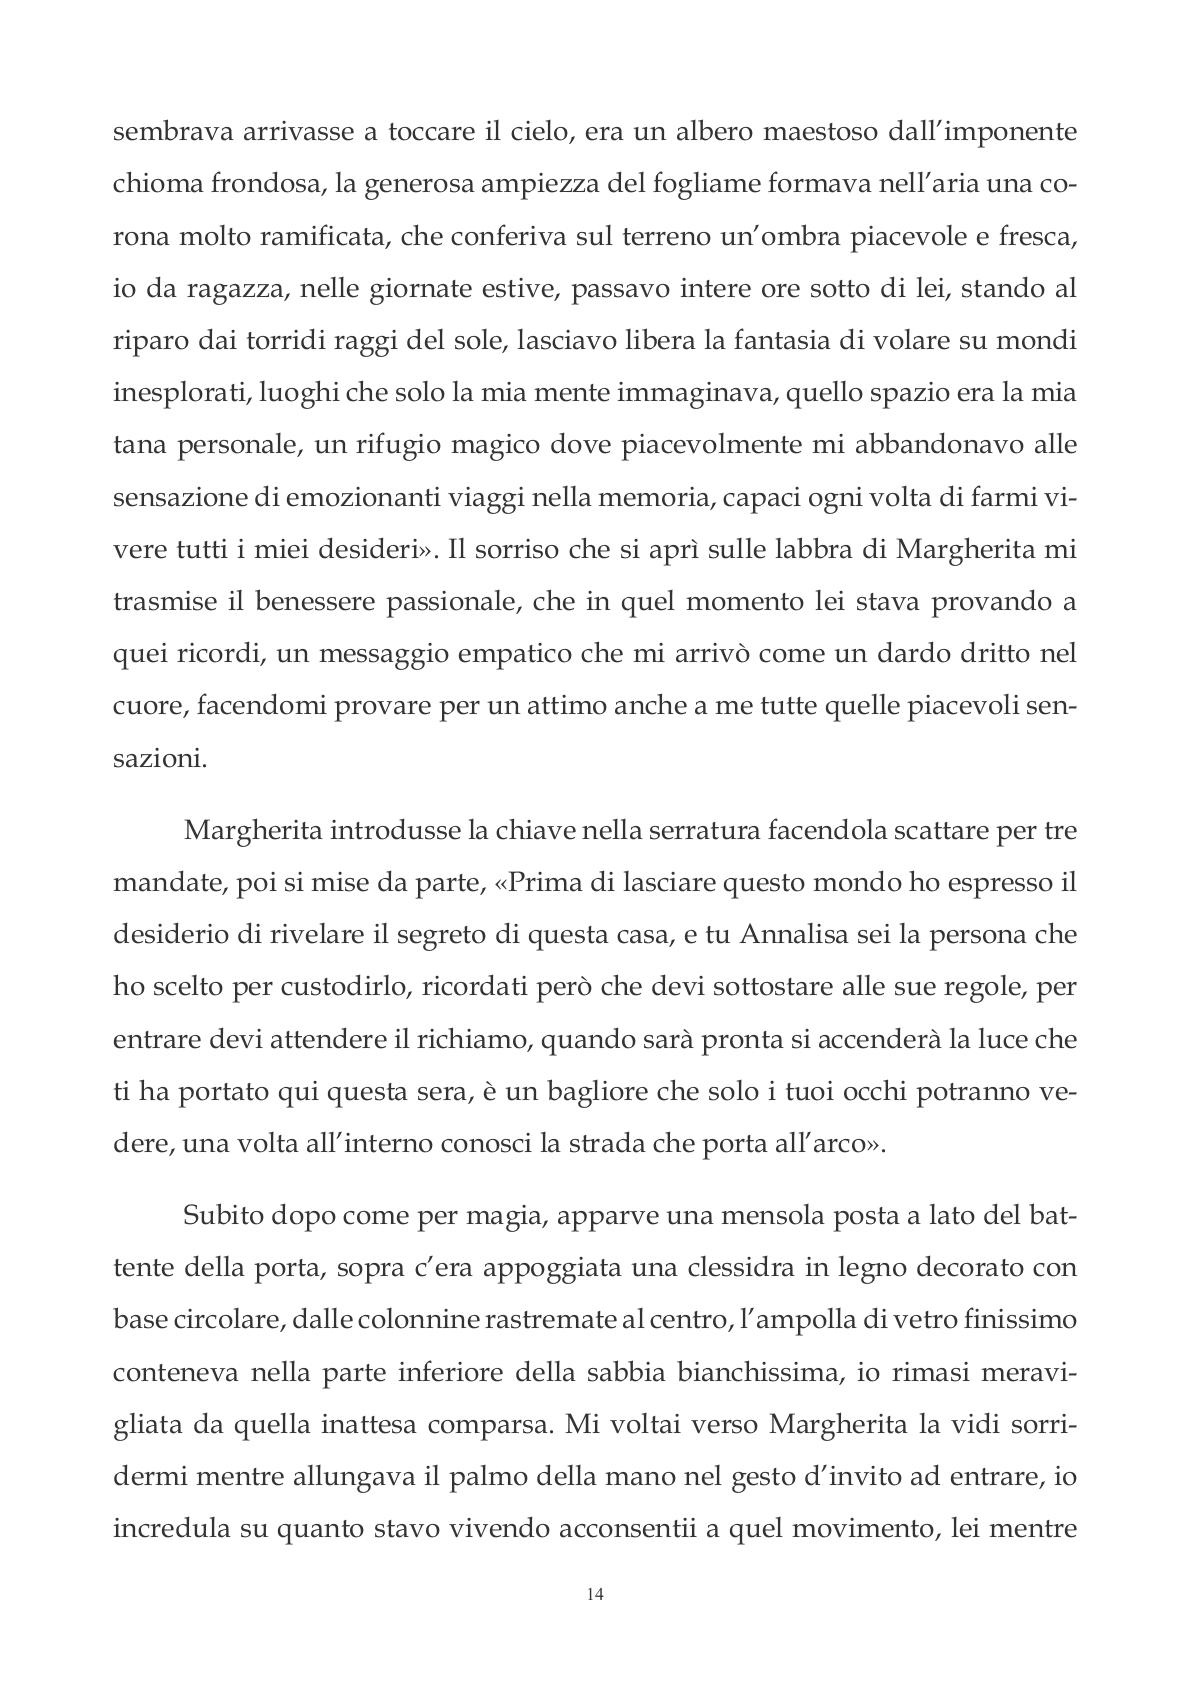 sembrava arrivasse a toccare il cielo, era un albero maestoso dall’imponente
chioma frondosa, la generosa ampiezza del fogliame formava nell’aria una co-
rona molto ramificata, che conferiva sul terreno un’ombra piacevole e fresca,
io da ragazza, nelle giornate estive, passavo intere ore sotto di lei, stando al
riparo dai torridi raggi del sole, lasciavo libera la fantasia di volare su mondi
inesplorati, luoghi che solo la mia mente immaginava, quello spazio era la mia
tana personale, un rifugio magico dove piacevolmente mi abbandonavo alle
sensazione di emozionanti viaggi nella memoria, capaci ogni volta di farmi vi-
vere tutti i miei desideri». Il sorriso che si aprì sulle labbra di Margherita mi
trasmise il benessere passionale, che in quel momento lei stava provando a
quei ricordi, un messaggio empatico che mi arrivò come un dardo dritto nel
cuore, facendomi provare per un attimo anche a me tutte quelle piacevoli sen-
sazioni.
Margherita introdusse la chiave nella serratura facendola scattare per tre
mandate, poi si mise da parte, «Prima di lasciare questo mondo ho espresso il
desiderio di rivelare il segreto di questa casa, e tu Annalisa sei la persona che
ho scelto per custodirlo, ricordati però che devi sottostare alle sue regole, per
entrare devi attendere il richiamo, quando sarà pronta si accenderà la luce che
ti ha portato qui questa sera, è un bagliore che solo i tuoi occhi potranno ve-
dere, una volta all’interno conosci la strada che porta all’arco».
Subito dopo come per magia, apparve una mensola posta a lato del bat-
tente della porta, sopra c’era appoggiata una clessidra in legno decorato con
base circolare, dalle colonnine rastremate al centro, l’ampolla di vetro finissimo
conteneva nella parte inferiore della sabbia bianchissima, io rimasi meravi-
gliata da quella inattesa comparsa. Mi voltai verso Margherita la vidi sorri-
dermi mentre allungava il palmo della mano nel gesto d’invito ad entrare, io
incredula su quanto stavo vivendo acconsentii a quel movimento, lei mentre
14